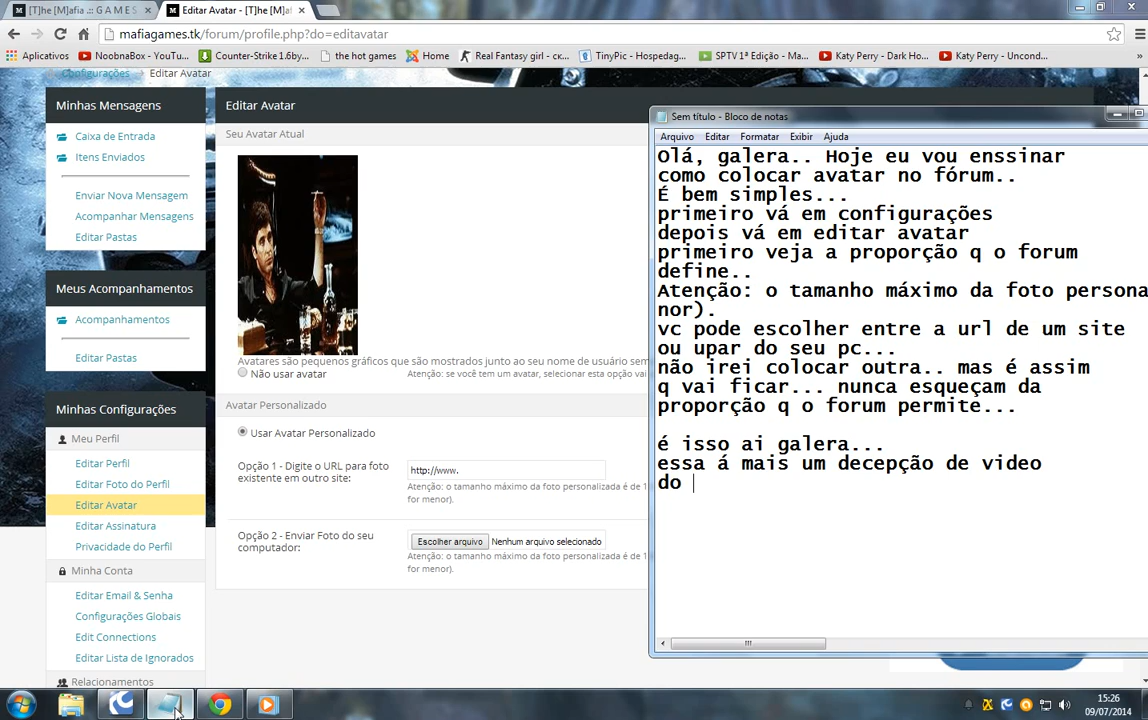 [T]he [M]afia .:: G A M E S
Editar Avatar - [T]he [M]afi
mafiagames.tk/forum/profile.php?do=editavatar
Aplicativos
NoobnaBox - YouTu...
Counter-Strike 1.6by...
the hot games
Home
Real Fantasy girl - ск...
TinyPic - Hospedag...
SPTV 1ª Edição - Ma...
Katy Perry - Dark Ho...
Katy Perry - Uncond...
»
Configurações
Editar Avatar
Minhas Mensagens
Caixa de Entrada
Itens Enviados
Enviar Nova Mensagem
Acompanhar Mensagens
Editar Pastas
Meus Acompanhamentos
Acompanhamentos
Editar Pastas
Minhas Configurações
Meu Perfil
Editar Perfil
Editar Foto do Perfil
Editar Avatar
Editar Assinatura
Privacidade do Perfil
Minha Conta
Editar Email & Senha
Configurações Globais
Edit Connections
Editar Lista de Ignorados
Relacionamentos
Editar Avatar
Seu Avatar Atual
Avatares são pequenos gráficos que são mostrados junto ao seu nome de usuário sem
Não usar avatar
Atenção: se você tem um avatar, selecionar esta opção vai
Avatar Personalizado
Usar Avatar Personalizado
Opção 1 - Digite o URL para foto
existente em outro site:
http://www.
Atenção: o tamanho máximo da foto personalizada é de 1
for menor).
Opção 2 - Enviar Foto do seu
computador:
Escolher arquivo Nenhum arquivo selecionado
Atenção: o tamanho máximo da foto personalizada é de 1
for menor).
Sem título - Bloco de notas
Arquivo Editar Formatar Exibir Ajuda
Olá, galera.. Hoje eu vou enssinar
como colocar avatar no fórum..
É bem simples...
primeiro vá em configurações
depois vá em editar avatar
primeiro veja a proporção q o forum
define..
Atenção: o tamanho máximo da foto persona
nor).
vc pode escolher entre a url de um site
ou upar do seu pc...
não irei colocar outra.. mas é assim
q vai ficar... nunca esqueçam da
proporção q o forum permite...
é isso ai galera...
essa á mais um decepção de video
do
15:26
09/07/2014